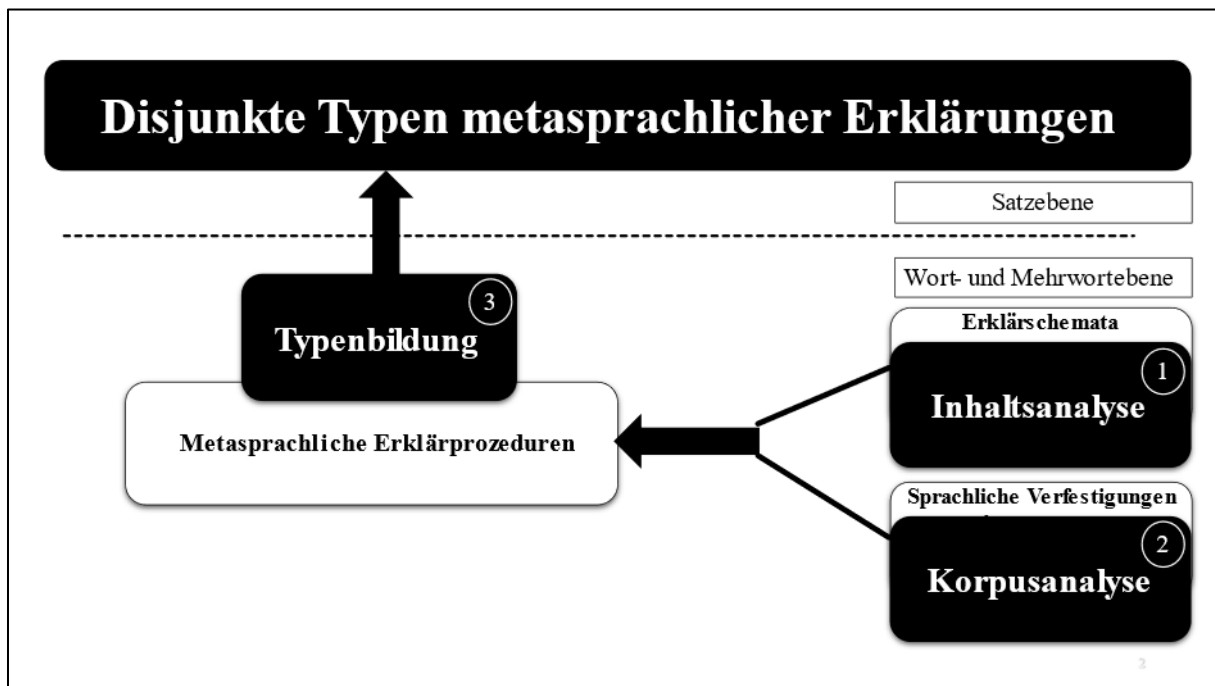 Disjunkte Typen metasprachlicher Erklärungen
Satzebene
Wort- und Mehrwortebene
3
Typenbildung
Metasprachliche Erklärprozeduren
Erklärschemata
1
Inhaltsanalyse
Sprachliche Verfestigungen
2
Korpusanalyse
2